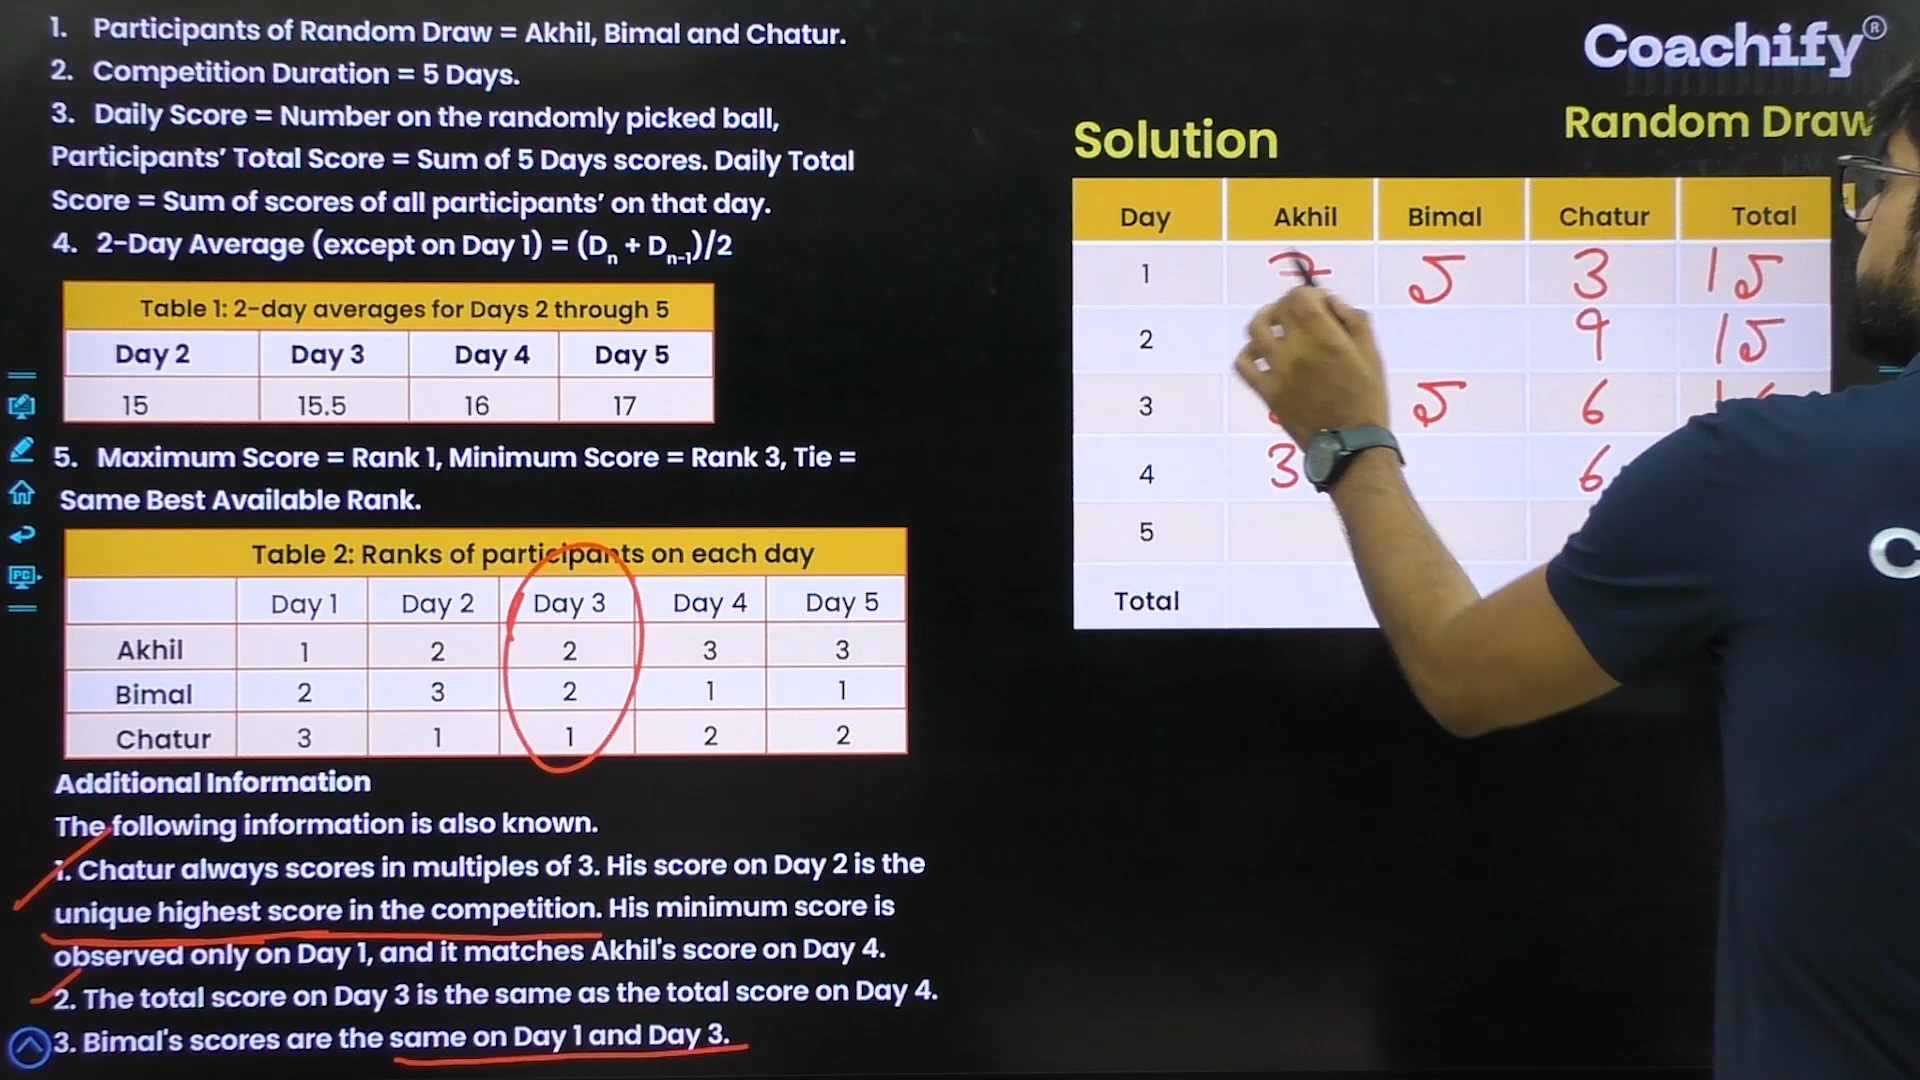 1. Participants of Random Draw = Akhil, Bimal and Chatur.
2. Competition Duration = 5 Days.
3. Daily Score = Number on the randomly picked ball,
Participants' Total Score = Sum of 5 Days scores. Daily Total
Score = Sum of scores of all participants' on that day.
4. 2-Day Average (except on Day 1) = (Dn + Dn-1)/2
Table 1: 2-day averages for Days 2 through 5
Day 2 Day 3 Day 4 Day 5
15 15.5 16 17
5. Maximum Score = Rank 1, Minimum Score = Rank 3, Tie =
Same Best Available Rank.
Table 2: Ranks of participants on each day
Day 1 Day 2 Day 3 Day 4 Day 5
Akhil 1 2 2 3 3
Bimal 2 3 2 1 1
Chatur 3 1 1 2 2
Additional Information
The following information is also known.
1. Chatur always scores in multiples of 3. His score on Day 2 is the
unique highest score in the competition. His minimum score is
observed only on Day 1, and it matches Akhil's score on Day 4.
2. The total score on Day 3 is the same as the total score on Day 4.
3. Bimal's scores are the same on Day 1 and Day 3.
Coachify®
Random Draw
Solution
Day Akhil Bimal Chatur Total
1 7 5 3 15
2 9 15
3 5 6
4 3 6
5
Total
PC
C